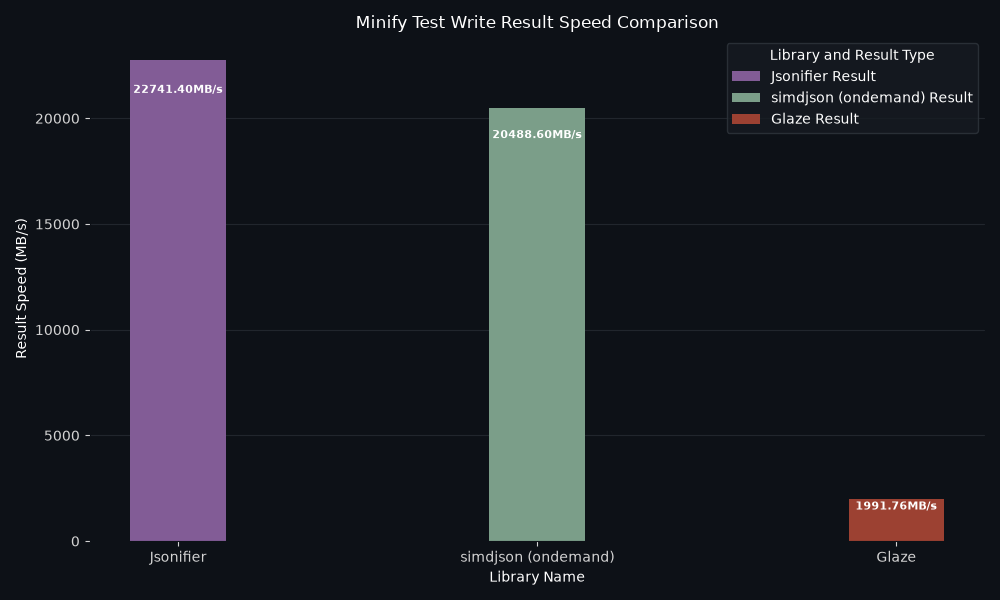 Minify Test Write Result Speed Comparison
Library and Result Type
Jsonifier Result
simdjson (ondemand) Result
Glaze Result
22741.40MB/s
20488.60MB/s
1991.76MB/s
Result Speed (MB/s)
20000
15000
10000
5000
0
Jsonifier
simdjson (ondemand)
Glaze
Library Name